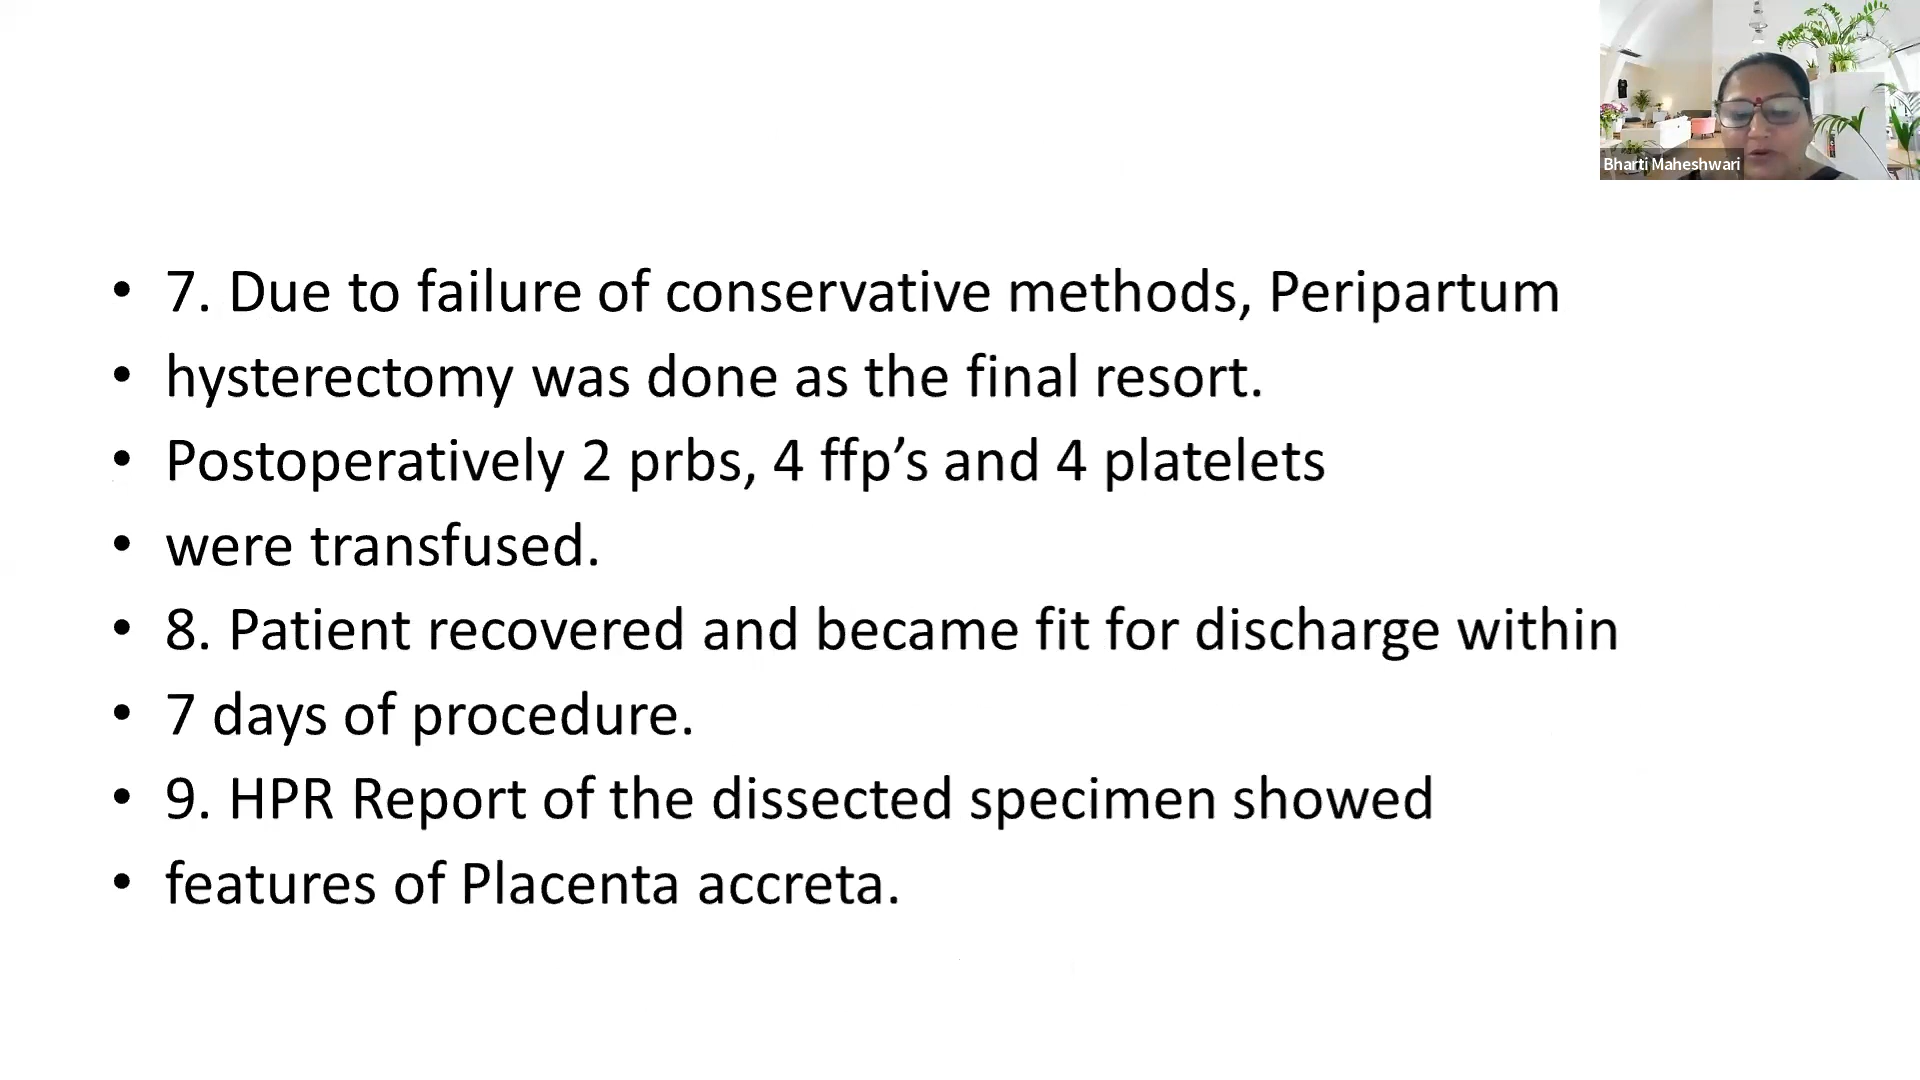 Bharti Maheshwari
• 7. Due to failure of conservative methods, Peripartum
• hysterectomy was done as the final resort.
• Postoperatively 2 prbs, 4 ffp’s and 4 platelets
• were transfused.
• 8. Patient recovered and became fit for discharge within
• 7 days of procedure.
• 9. HPR Report of the dissected specimen showed
• features of Placenta accreta.